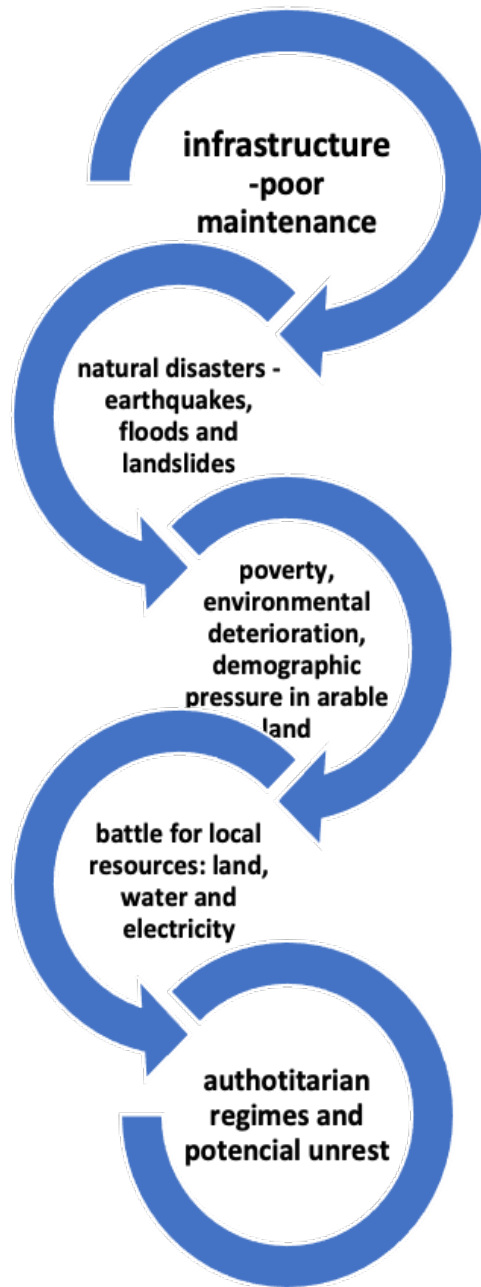 infrastructure
-poor
maintenance
natural disasters -
earthquakes,
floods and
landslides
poverty,
environmental
deterioration,
demographic
pressure in arable
land
battle for local
resources: land,
water and
electricity
authotitarian
regimes and
potencial unrest